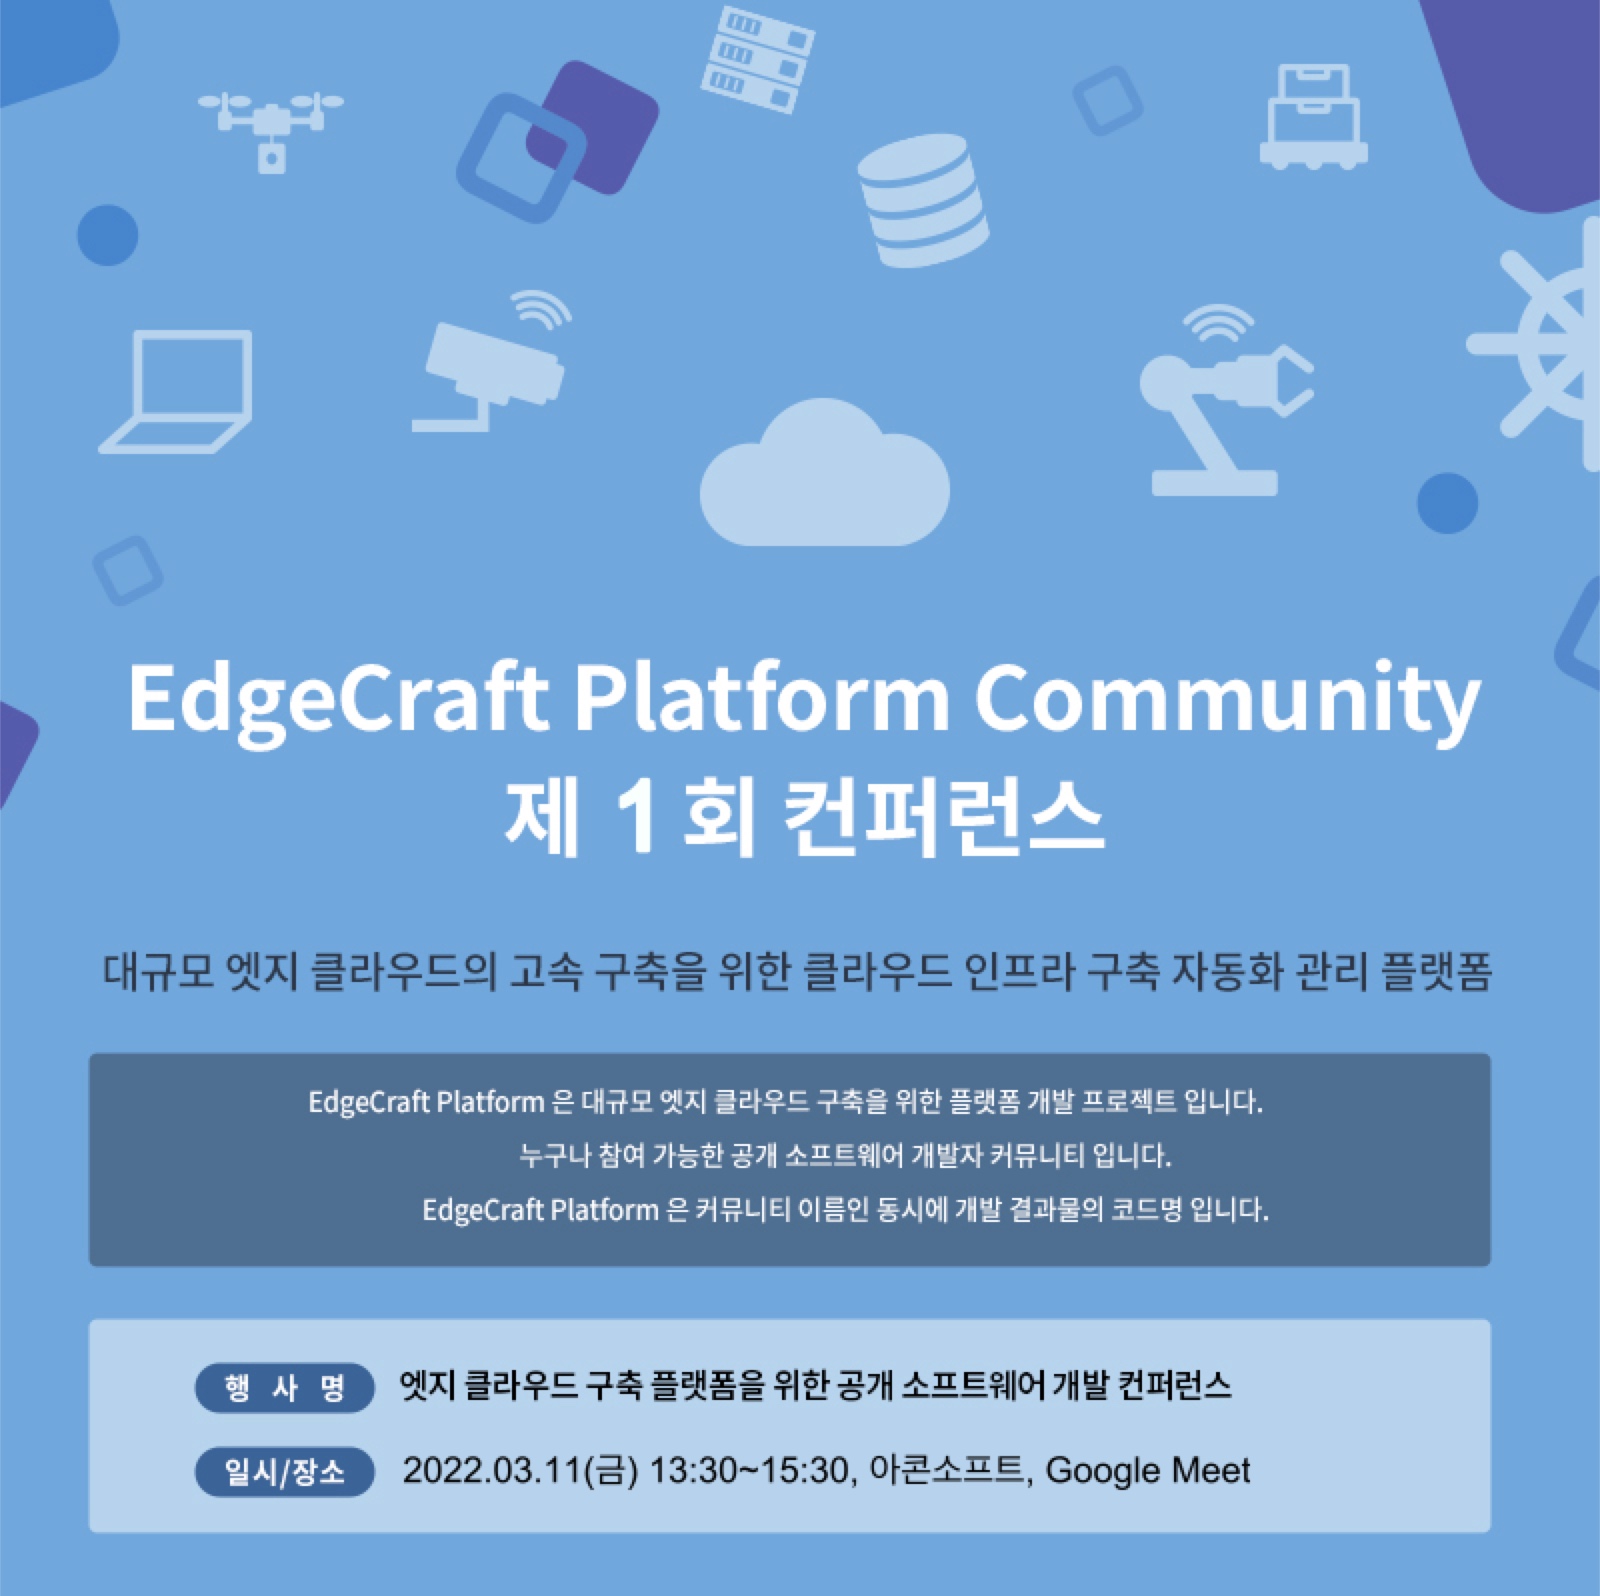 EdgeCraft Platform Community
제 1 회 컨퍼런스
대규모 엣지 클라우드의 고속 구축을 위한 클라우드 인프라 구축 자동화 관리 플랫폼
EdgeCraft Platform 은 대규모 엣지 클라우드 구축을 위한 플랫폼 개발 프로젝트 입니다.
누구나 참여 가능한 공개 소프트웨어 개발자 커뮤니티 입니다.
EdgeCraft Platform 은 커뮤니티 이름인 동시에 개발 결과물의 코드명 입니다.
행 사 명 엣지 클라우드 구축 플랫폼을 위한 공개 소프트웨어 개발 컨퍼런스
일시/장소 2022.03.11(금) 13:30~15:30, 아콘소프트, Google Meet